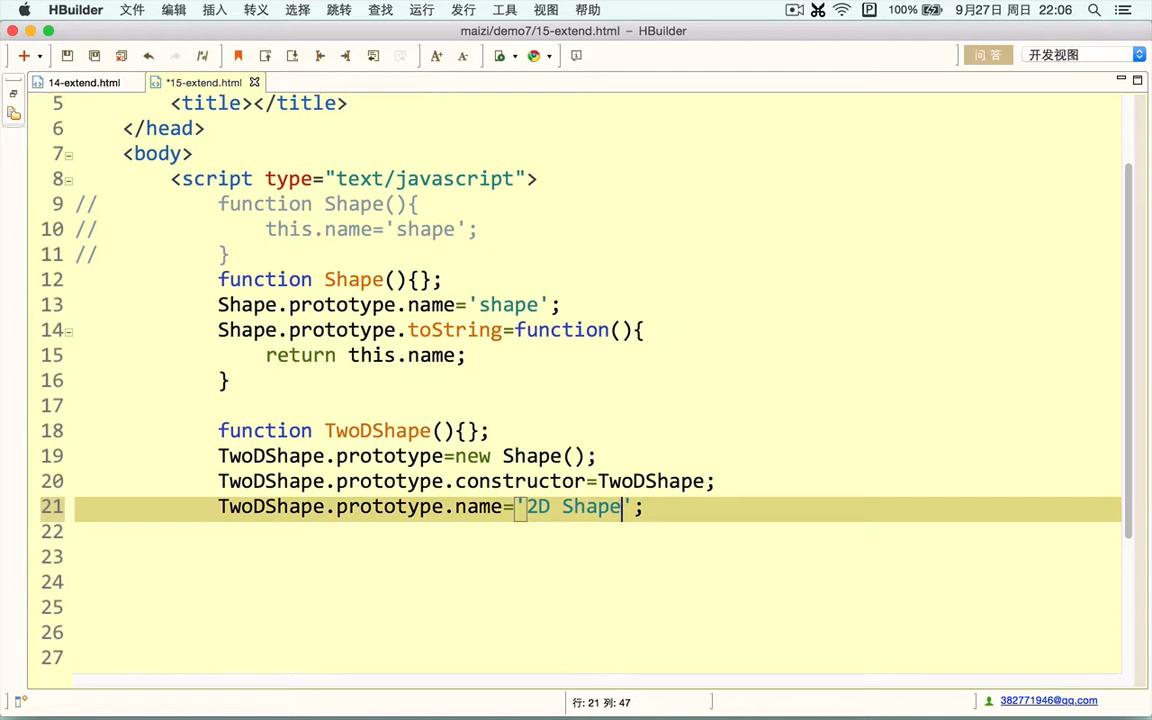 HBuilder 文件 编辑 插入 转义 选择 跳转 查找 运行 发行 工具 视图 帮助 100% 9月27日 周日 22:06
maizi/demo7/15-extend.html – HBuilder
问 答 开发视图
14-extend.html *15-extend.html
5 <title></title>
6 </head>
7 <body>
8 <script type="text/javascript">
9 // function Shape(){
10 // this.name='shape';
11 // }
12 function Shape(){};
13 Shape.prototype.name='shape';
14 Shape.prototype.toString=function(){
15 return this.name;
16 }
17
18 function TwoDShape(){};
19 TwoDShape.prototype=new Shape();
20 TwoDShape.prototype.constructor=TwoDShape;
21 TwoDShape.prototype.name='2D Shape';
22
23
24
25
26
27
行: 21 列: 47 382771946@qq.com